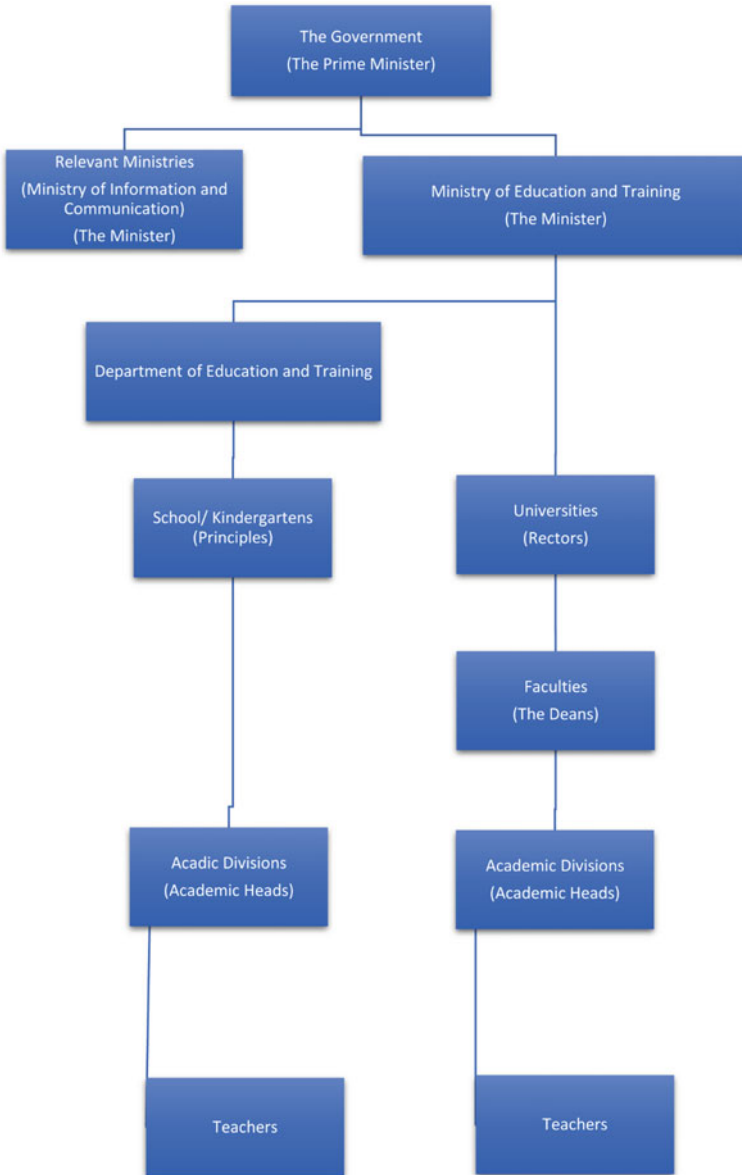 The Government
(The Prime Minister)
Relevant Ministries
(Ministry of Information and
Communication)
(The Minister)
Ministry of Education and Training
(The Minister)
Department of Education and Training
School/ Kindergartens
(Principles)
Universities
(Rectors)
Faculties
(The Deans)
Acadic Divisions
(Academic Heads)
Academic Divisions
(Academic Heads)
Teachers
Teachers